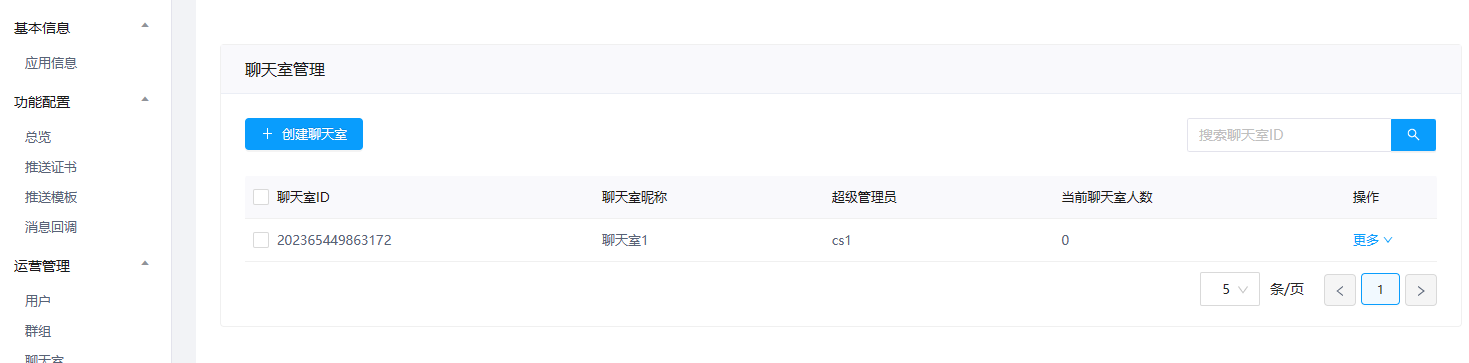 基本信息
应用信息
功能配置
总览
推送证书
推送模板
消息回调
运营管理
用户
群组
聊天室
聊天室管理
+ 创建聊天室
搜索聊天室ID
聊天室ID 聊天室昵称 超级管理员 当前聊天室人数 操作
202365449863172 聊天室1 cs1 0 更多
5 条/页 < 1 >